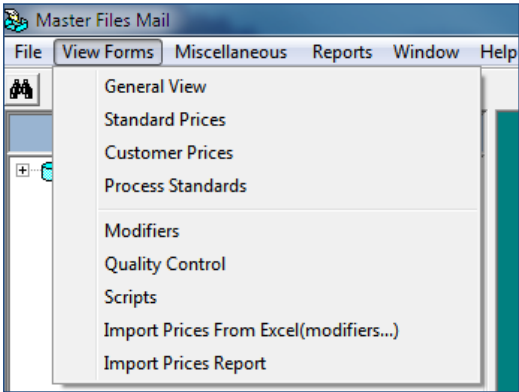 Master Files Mail
File View Forms Miscellaneous Reports Window Help
General View
Standard Prices
Customer Prices
Process Standards
Modifiers
Quality Control
Scripts
Import Prices From Excel(modifiers...)
Import Prices Report